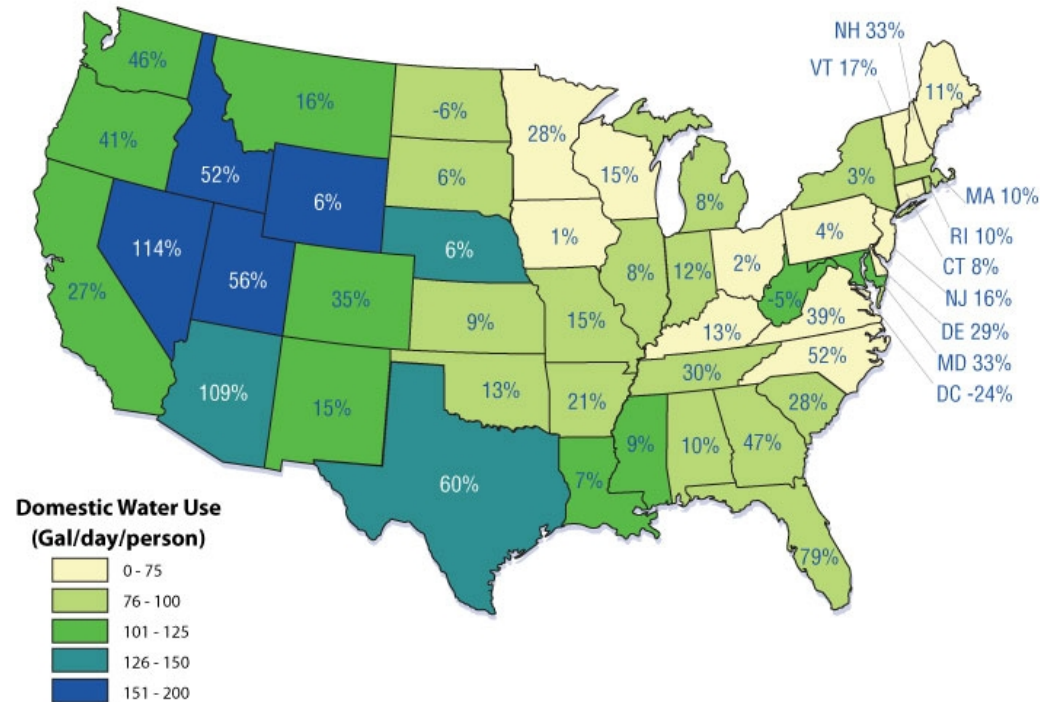 NH 33%
VT 17%
46%
16%
-6%
28%
11%
41%
52%
6%
6%
15%
8%
3%
MA 10%
RI 10%
CT 8%
NJ 16%
DE 29%
MD 33%
DC -24%
114%
56%
27%
35%
6%
1%
8%
12%
2%
4%
-5%
39%
9%
15%
13%
52%
109%
15%
13%
21%
30%
28%
60%
7%
9%
10%
47%
79%
Domestic Water Use
(Gal/day/person)
0 - 75
76 - 100
101 - 125
126 - 150
151 - 200